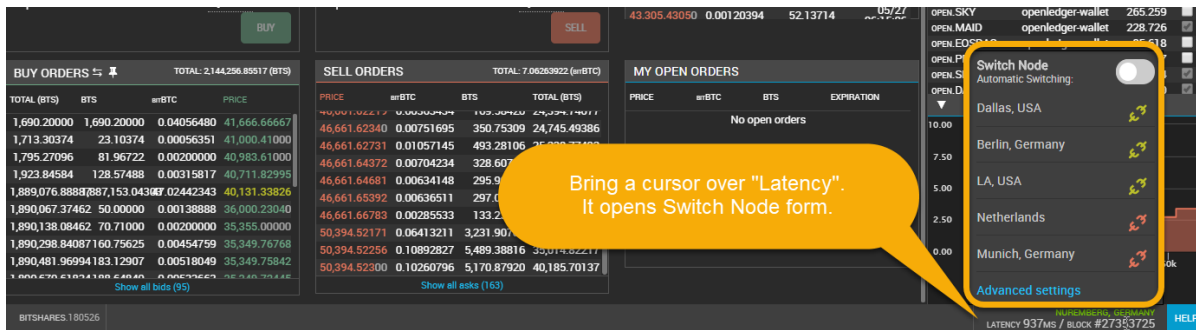 43.305.43050 0.00120394 52.13714 05/27
BUY
SELL
OPEN.SKY openledger-wallet 265.259
OPEN.MAID openledger-wallet 228.726
BUY ORDERS TOTAL: 2,144,256.85517 (BTS)
TOTAL (BTS) BTS BITBTC PRICE
1,690.20000 1,690.20000 0.04056480 41,666.66667
1,713.30374 23.10374 0.00056351 41,000.41000
1,795.27096 81.96722 0.00200000 40,983.61000
1,923.84584 128.57488 0.00315817 40,711.82995
40,131.33826
1,890,067.37462 50.00000 0.00138888 36,000.23040
1,890,138.08462 70.71000 0.00200000 35,355.00000
1,890,298.84087 160.75625 0.00454759 35,349.76768
1,890,481.96994 183.12907 0.00518049 35,349.75842
Show all bids (95)
SELL ORDERS TOTAL: 7.06263922 (BITBTC)
PRICE BITBTC BTS TOTAL (BTS)
46,661.62340 0.00751695 350.75309 24,745.49386
46,661.62731 0.01057145 493.28106
46,661.64372 0.00704234
46,661.64681 0.00634148
46,661.65392 0.00636511
46,661.66783 0.00285533
50,394.52171 0.06413211
50,394.52256 0.10892827 5,489.38816
50,394.52300 0.10260796 5,170.87920 40,185.70137
Show all asks (163)
MY OPEN ORDERS
PRICE BITBTC BTS EXPIRATION
No open orders
Bring a cursor over "Latency".
It opens Switch Node form.
10.00
7.50
5.00
2.50
0.00
Switch Node
Automatic Switching:
Dallas, USA
Berlin, Germany
LA, USA
Netherlands
Munich, Germany
Advanced settings
BITSHARES.180526
NUREMBERG, GERMANY
LATENCY 937MS / BLOCK #27353725
HELP